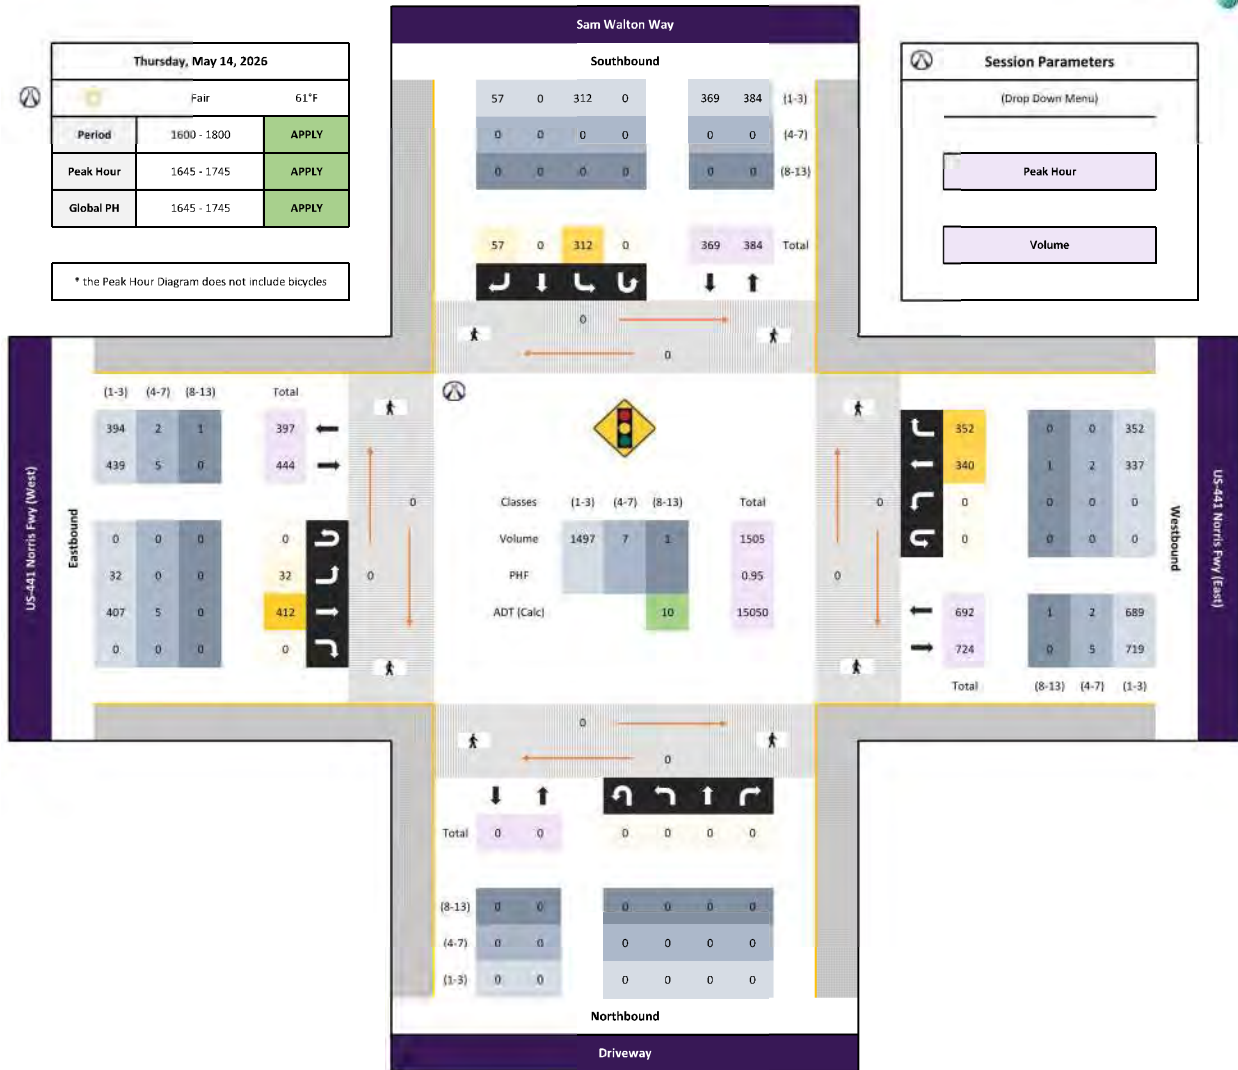 Sam Walton Way
Southbound
Thursday, May 14, 2026
Fair 61°F
Period 1600 - 1800 APPLY
Peak Hour 1645 - 1745 APPLY
Global PH 1645 - 1745 APPLY
* the Peak Hour Diagram does not include bicycles
57 0 312 0 369 384 (1-3)
0 0 0 0 0 0 (4-7)
0 0 0 0 0 0 (8-13)
57 0 312 0 369 384 Total
0
0
Session Parameters
(Drop Down Menu)
Peak Hour
Volume
US-441 Norris Fwy (West)
Eastbound
(1-3) (4-7) (8-13) Total
394 2 1 397
439 5 0 444
0 0 0 0
32 0 0 32
407 5 0 412
0 0 0 0
0
0
Classes (1-3) (4-7) (8-13) Total
Volume 1497 7 1 1505
PHF 0.95
ADT (Calc) 10 15050
0
0
352 0 0 352
340 1 2 337
0 0 0 0
0 0 0 0
692 1 2 689
724 0 5 719
Total (8-13) (4-7) (1-3)
Westbound
US-441 Norris Fwy (East)
0
0
Total 0 0 0 0 0 0
(8-13) 0 0 0 0 0 0
(4-7) 0 0 0 0 0 0
(1-3) 0 0 0 0 0 0
Northbound
Driveway